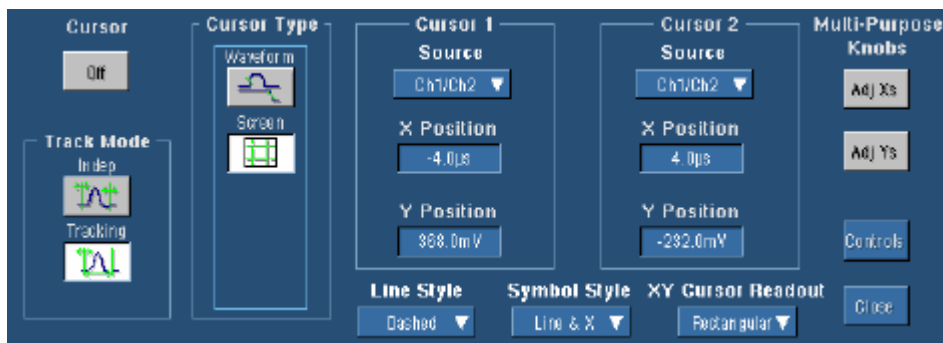 Cursor
Off
Track Mode
Indep
Tracking
Cursor Type
Waveform
Screen
Cursor 1
Source
Ch1/Ch2
X Position
-4.0µs
Y Position
368.0mV
Cursor 2
Source
Ch1/Ch2
X Position
4.0µs
Y Position
-232.0mV
Line Style
Dashed
Symbol Style
Line & X
XY Cursor Readout
Rectangular
Multi-Purpose
Knobs
Adj Xs
Adj Ys
Controls
Close